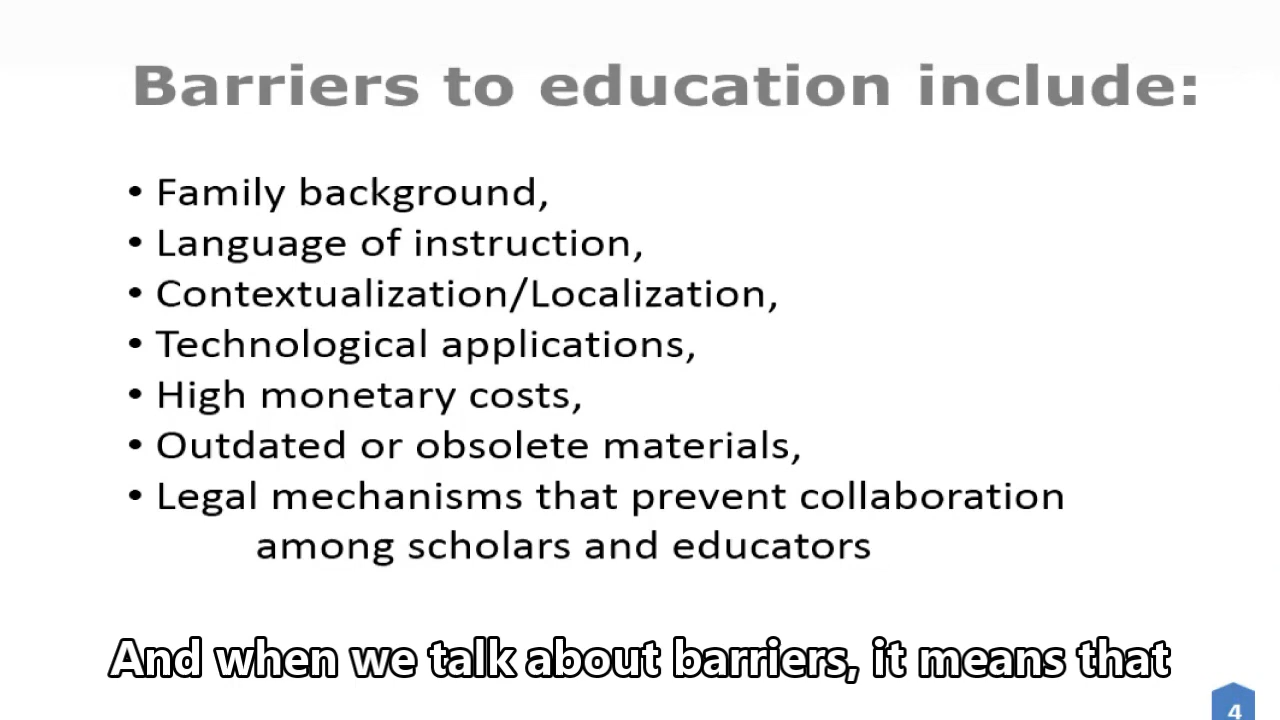 Barriers to education include:
• Family background,
• Language of instruction,
• Contextualization/Localization,
• Technological applications,
• High monetary costs,
• Outdated or obsolete materials,
• Legal mechanisms that prevent collaboration
among scholars and educators
And when we talk about barriers, it means that
4